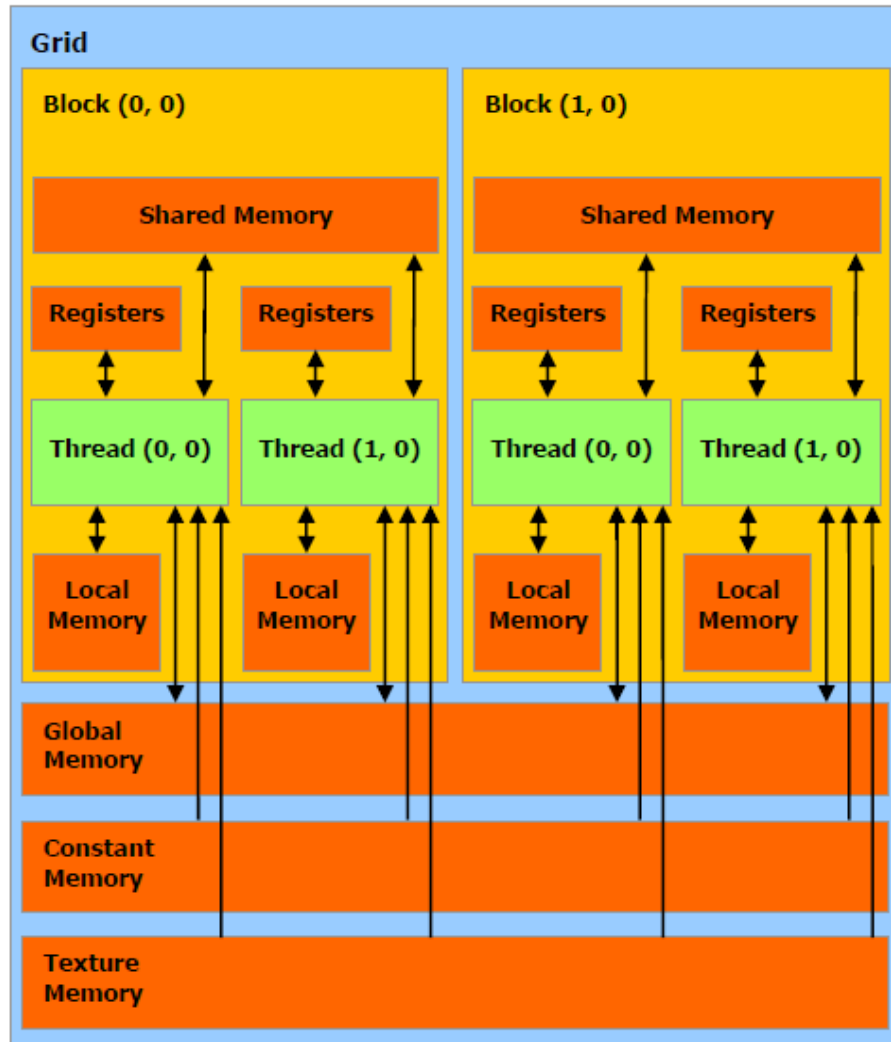 Grid
Block (0, 0)
Block (1, 0)
Shared Memory
Shared Memory
Registers
Registers
Registers
Registers
Thread (0, 0)
Thread (1, 0)
Thread (0, 0)
Thread (1, 0)
Local
Memory
Local
Memory
Local
Memory
Local
Memory
Global
Memory
Constant
Memory
Texture
Memory